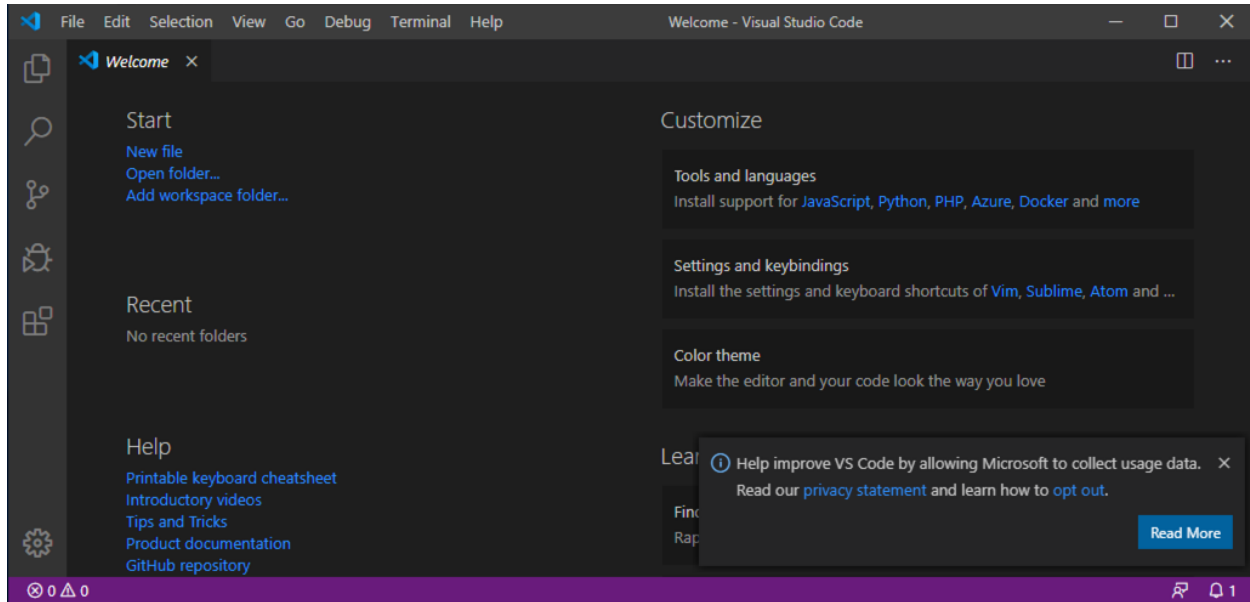 File Edit Selection View Go Debug Terminal Help
Welcome - Visual Studio Code
Welcome
Start
New file
Open folder...
Add workspace folder...
Recent
No recent folders
Help
Printable keyboard cheatsheet
Introductory videos
Tips and Tricks
Product documentation
GitHub repository
Customize
Tools and languages
Install support for JavaScript, Python, PHP, Azure, Docker and more
Settings and keybindings
Install the settings and keyboard shortcuts of Vim, Sublime, Atom and ...
Color theme
Make the editor and your code look the way you love
Lear
Find
Rap
Help improve VS Code by allowing Microsoft to collect usage data.
Read our privacy statement and learn how to opt out.
Read More
0 0
1